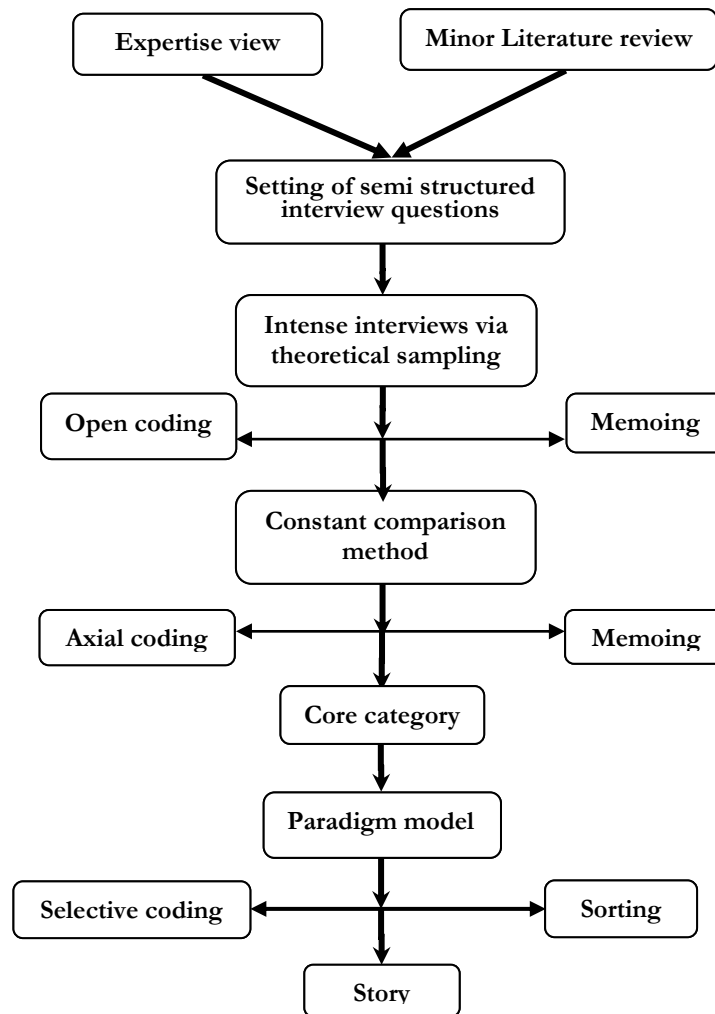 Expertise view
Minor Literature review
Setting of semi structured
interview questions
Intense interviews via
theoretical sampling
Open coding
Memoing
Constant comparison
method
Axial coding
Memoing
Core category
Paradigm model
Selective coding
Sorting
Story